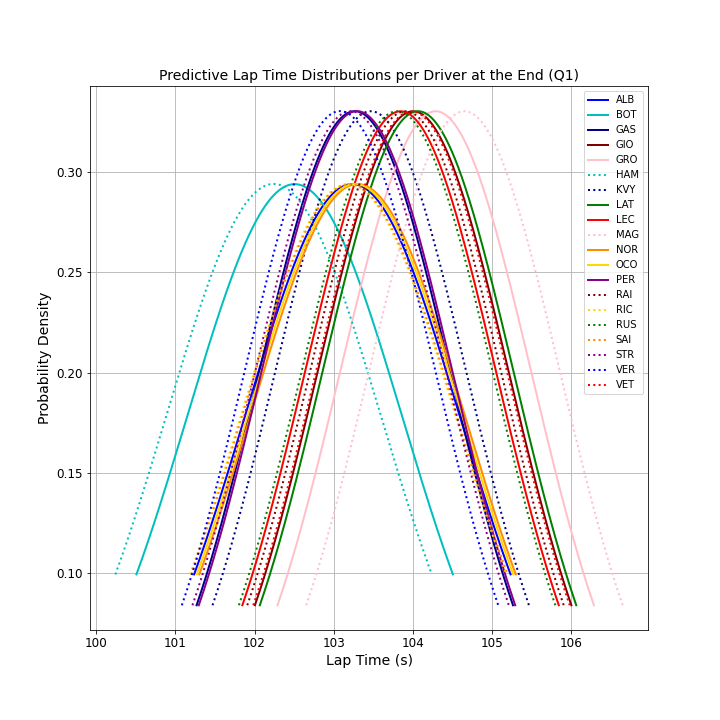 Predictive Lap Time Distributions per Driver at the End (Q1)
ALB
BOT
GAS
GIO
GRO
HAM
KVY
LAT
LEC
MAG
NOR
OCO
PER
RAI
RIC
RUS
SAI
STR
VER
VET
0.30
0.25
0.20
0.15
0.10
Probability Density
100 101 102 103 104 105 106
Lap Time (s)